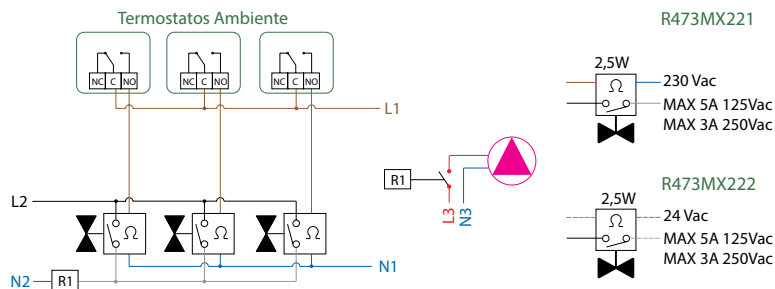 Termostatos Ambiente
NC C NO
NC C NO
NC C NO
L1
L2
Ω
Ω
Ω
N1
N2
R1
R1
L3
N3
R473MX221
2,5W
Ω
230 Vac
MAX 5A 125Vac
MAX 3A 250Vac
R473MX222
2,5W
Ω
24 Vac
MAX 5A 125Vac
MAX 3A 250Vac